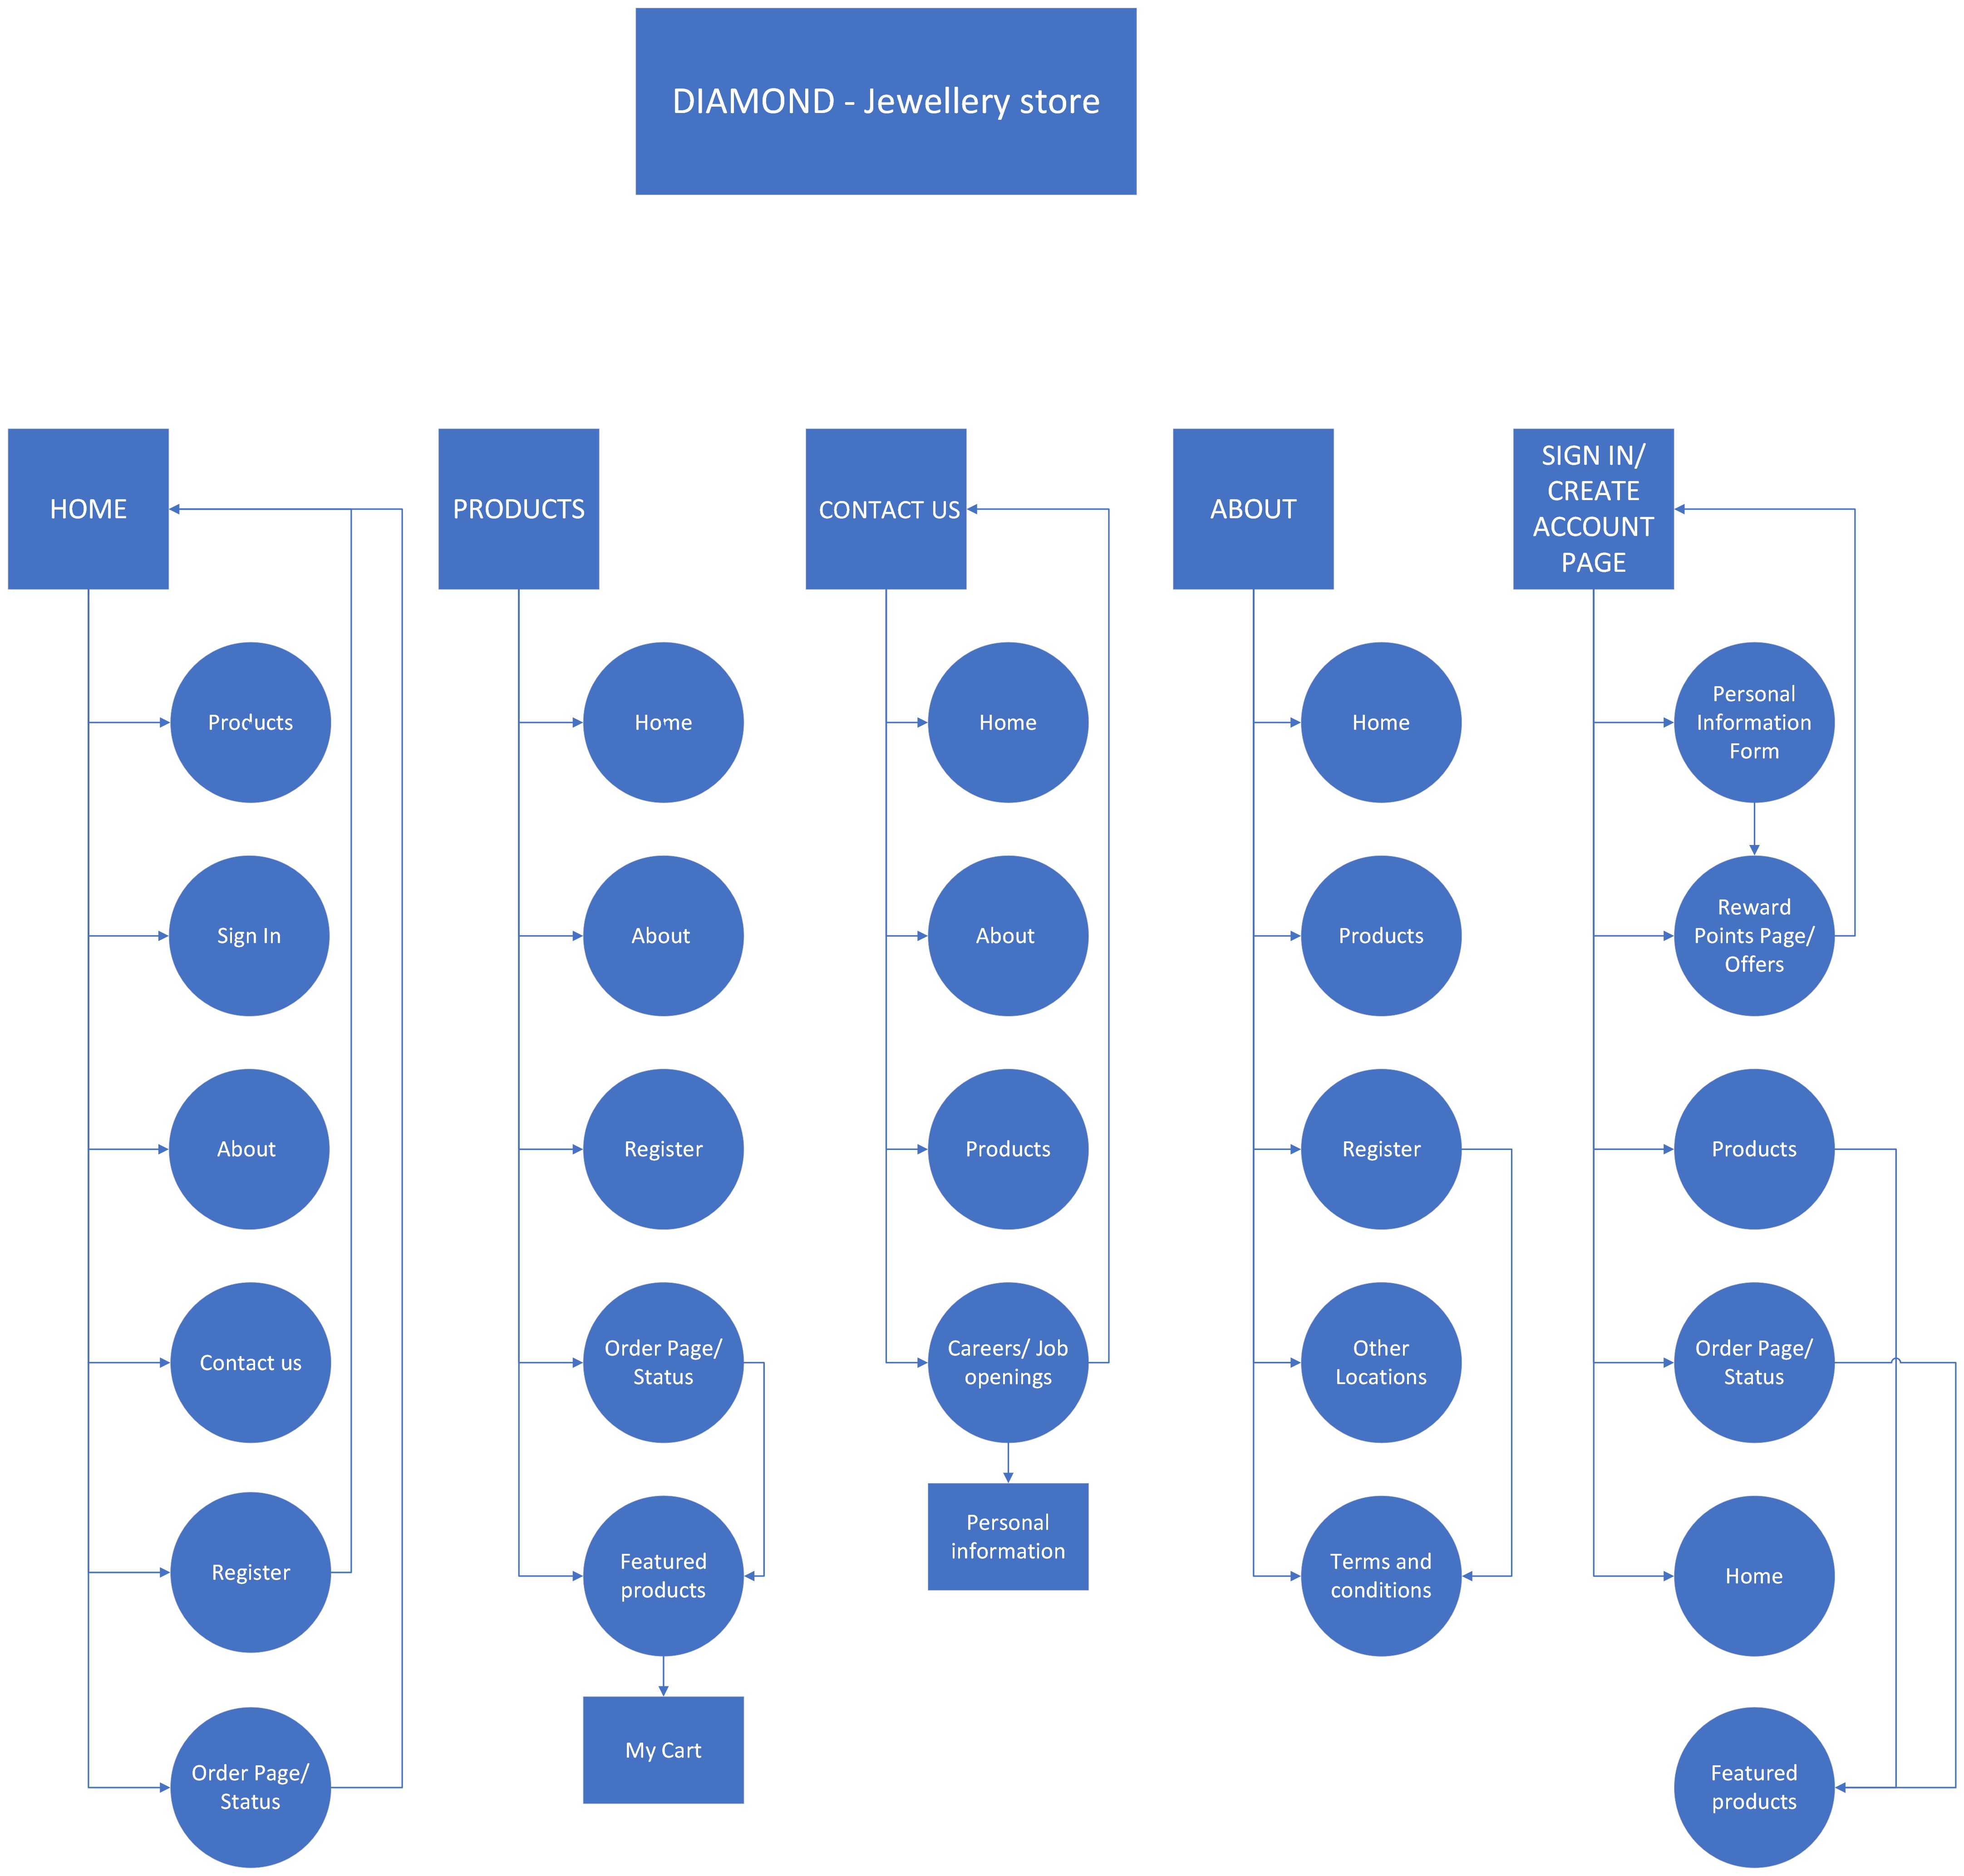 DIAMOND - Jewellery store
HOME
PRODUCTS
CONTACT US
ABOUT
SIGN IN/
CREATE
ACCOUNT
PAGE
Products
Sign In
About
Contact us
Register
Order Page/
Status
Home
About
Register
Order Page/
Status
Featured
products
My Cart
Home
About
Products
Careers/ Job
openings
Personal
information
Home
Products
Register
Other
Locations
Terms and
conditions
Personal
Information
Form
Reward
Points Page/
Offers
Products
Order Page/
Status
Home
Featured
products